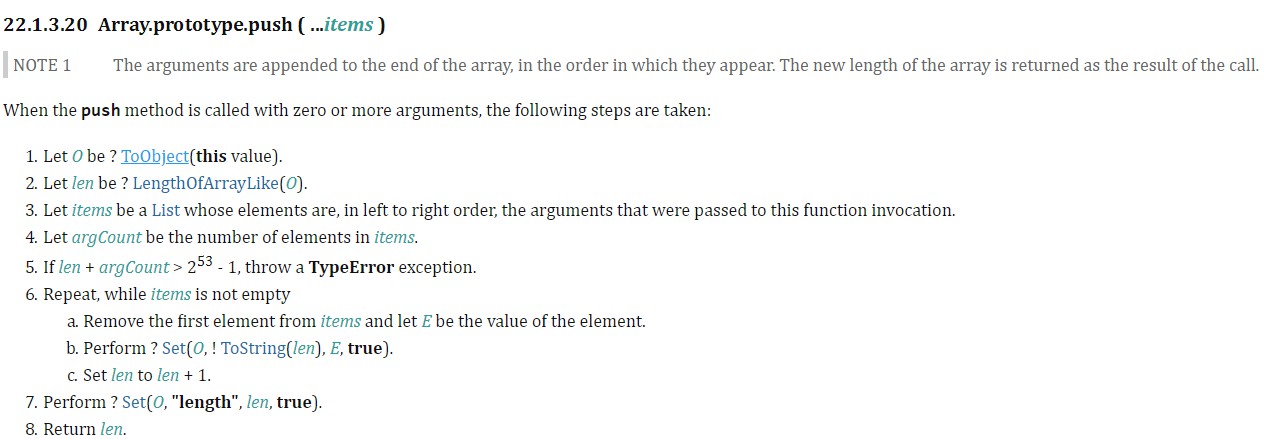 22.1.3.20 Array.prototype.push ( ...items )
NOTE 1 The arguments are appended to the end of the array, in the order in which they appear. The new length of the array is returned as the result of the call.
When the push method is called with zero or more arguments, the following steps are taken:
1. Let O be ? ToObject(this value).
2. Let len be ? LengthOfArrayLike(O).
3. Let items be a List whose elements are, in left to right order, the arguments that were passed to this function invocation.
4. Let argCount be the number of elements in items.
5. If len + argCount > 2⁵³ - 1, throw a TypeError exception.
6. Repeat, while items is not empty
a. Remove the first element from items and let E be the value of the element.
b. Perform ? Set(O, ! ToString(len), E, true).
c. Set len to len + 1.
7. Perform ? Set(O, "length", len, true).
8. Return len.